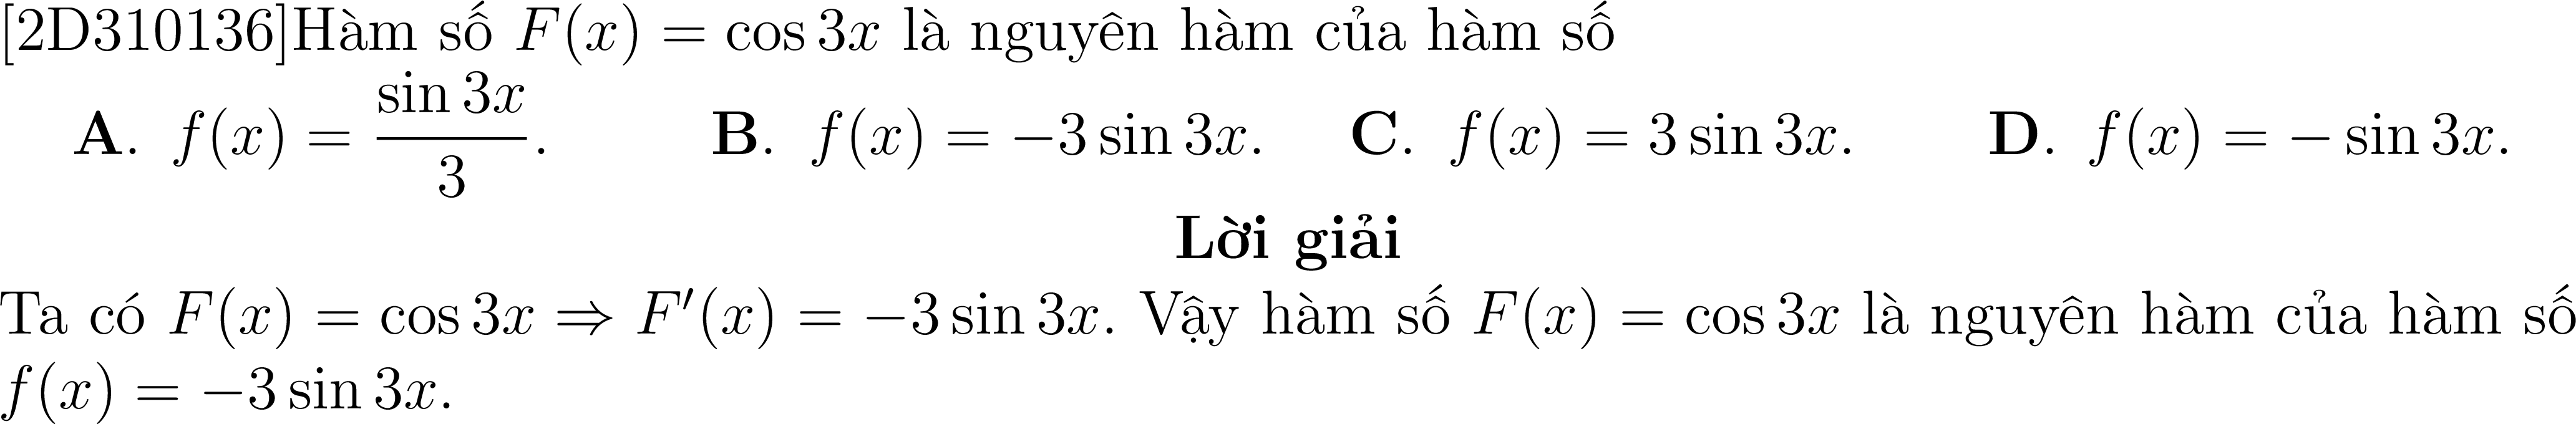 [2D310136]Hàm số F(x) = cos 3x là nguyên hàm của hàm số
A. f(x) = \frac{sin 3x}{3}. B. f(x) = −3 sin 3x. C. f(x) = 3 sin 3x. D. f(x) = − sin 3x.
Lời giải
Ta có F(x) = cos 3x ⇒ F′(x) = −3 sin 3x. Vậy hàm số F(x) = cos 3x là nguyên hàm của hàm số
f(x) = −3 sin 3x.